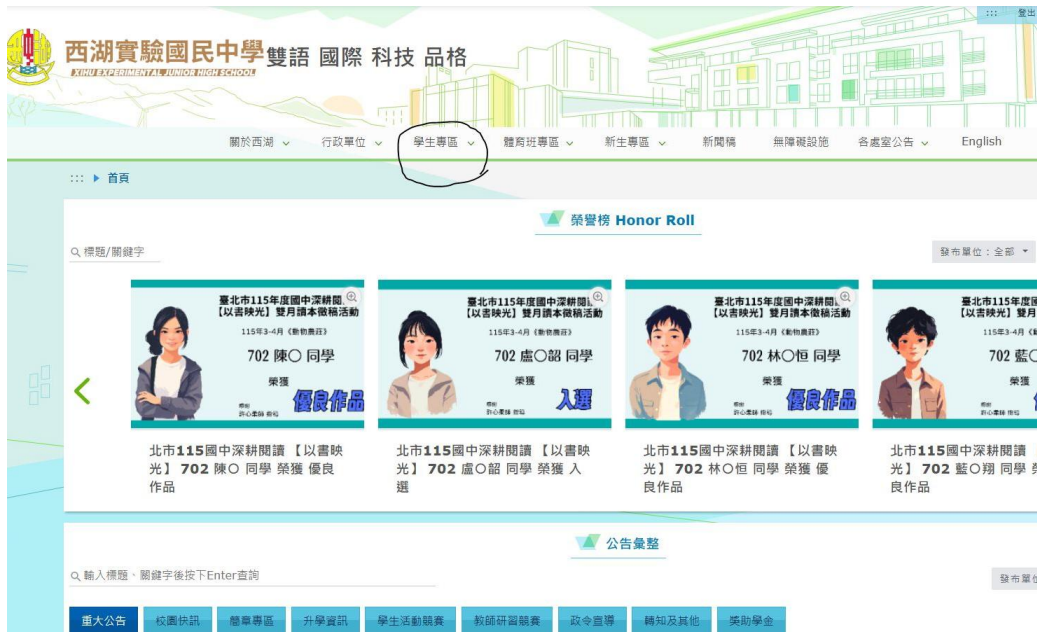 ::: 登出
西湖實驗國民中學 雙語 國際 科技 品格
XIHU EXPERIMENTAL JUNIOR HIGH SCHOOL
關於西湖 行政單位 學生專區 體育班專區 新生專區 新聞稿 無障礙設施 各處室公告 English
::: 首頁
榮譽榜 Honor Roll
標題/關鍵字
發布單位：全部
臺北市115年度國中深耕閱
【以書映光】雙月讀本徵稿活動
115年3-4月《動物農莊》
702 陳〇 同學
榮獲
優良作品
臺北市115年度國中深耕閱
【以書映光】雙月讀本徵稿活動
115年3-4月《動物農莊》
702 盧〇韶 同學
榮獲
入選
臺北市115年度國中深耕閱
【以書映光】雙月讀本徵稿活動
115年3-4月《動物農莊》
702 林〇恒 同學
榮獲
優良作品
臺北市115年度國
【以書映光】雙月
115年3-4月《動
702 藍〇
榮獲
北市115國中深耕閱讀 【以書映
光】 702 陳〇 同學 榮獲 優良
作品
北市115國中深耕閱讀 【以書映
光】 702 盧〇韶 同學 榮獲 入
選
北市115國中深耕閱讀 【以書映
光】 702 林〇恒 同學 榮獲 優
良作品
北市115國中深耕閱讀
光】 702 藍〇翔 同學
良作品
公告彙整
輸入標題、關鍵字後按下Enter查詢
發布單
重大公告 校園快訊 簡章專區 升學資訊 學生活動競賽 教師研習競賽 政令宣導 轉知及其他 獎助學金